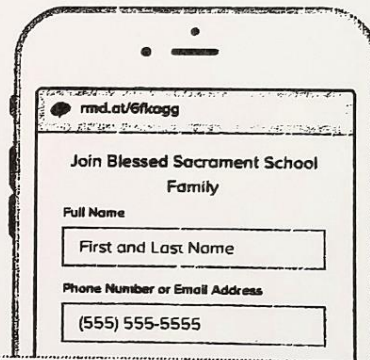 rmd.at/6fkagg
Join Blessed Sacrament School
Family
Full Name
First and Last Name
Phone Number or Email Address
(555) 555-5555